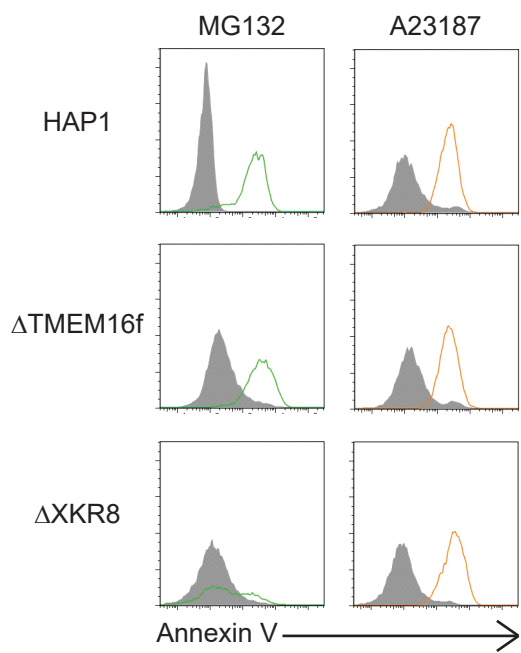 MG132 A23187
HAP1
ΔTMEM16f
ΔXKR8
Annexin V